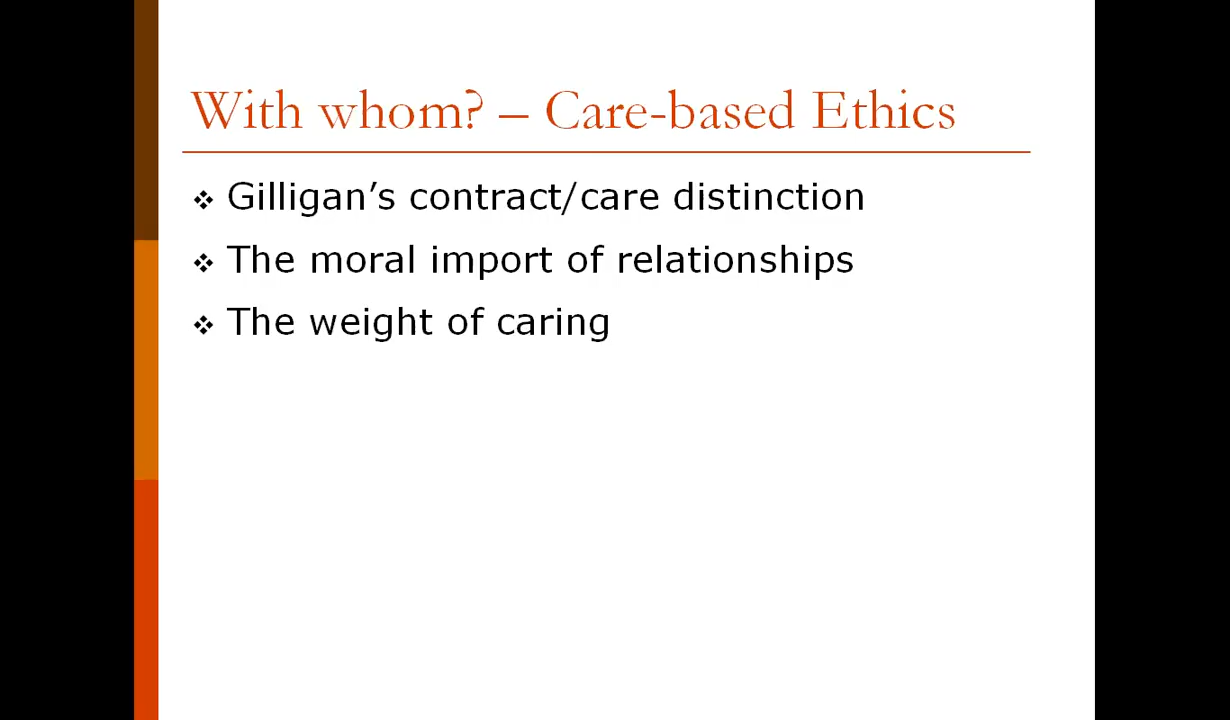 With whom? – Care-based Ethics
❖ Gilligan’s contract/care distinction
❖ The moral import of relationships
❖ The weight of caring